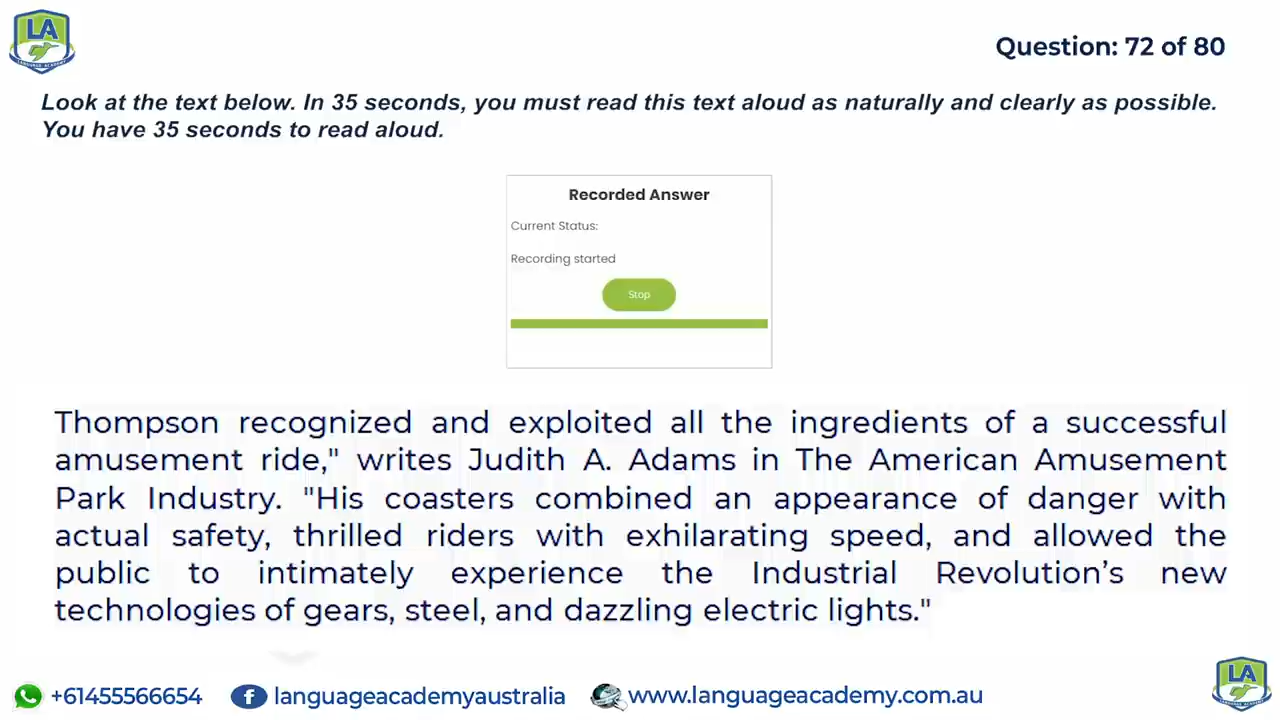 LA
LANGUAGE ACADEMY
Question: 72 of 80
Look at the text below. In 35 seconds, you must read this text aloud as naturally and clearly as possible.
You have 35 seconds to read aloud.
Recorded Answer
Current Status:
Recording started
Stop
Thompson recognized and exploited all the ingredients of a successful
amusement ride," writes Judith A. Adams in The American Amusement
Park Industry. "His coasters combined an appearance of danger with
actual safety, thrilled riders with exhilarating speed, and allowed the
public to intimately experience the Industrial Revolution’s new
technologies of gears, steel, and dazzling electric lights."
+61455566654
languageacademyaustralia
www.languageacademy.com.au
LA
LANGUAGE ACADEMY